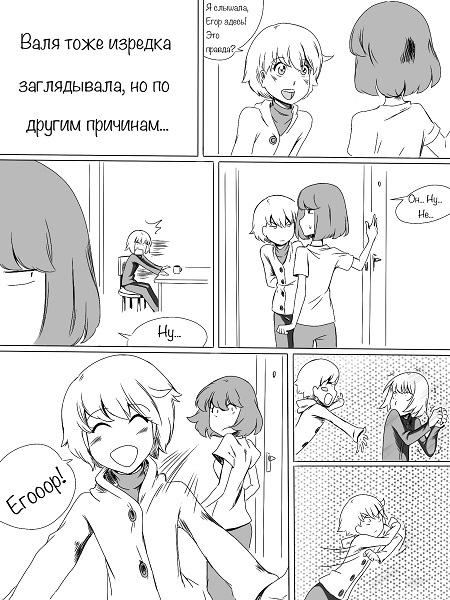 Валя тоже изредка
заглядывала, но по
другим причинам...
Я слышала,
Егор здесь!
Это
правда?
Он... Ну...
Не...
Ну...
Егооор!